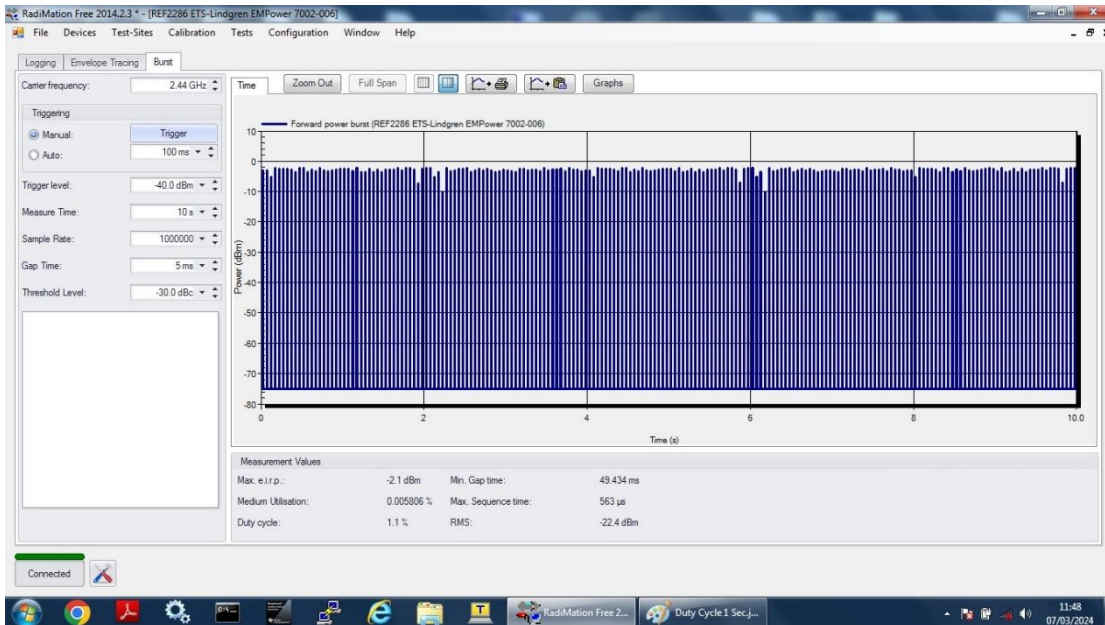 RadiMation Free 2014.2.3 * - [REF2286 ETS-Lindgren EMPower 7002-006]
File Devices Test-Sites Calibration Tests Configuration Window Help
Logging Envelope Tracing Burst
Carrier frequency: 2.44 GHz
Triggering
Manual: Trigger
Auto: 100 ms
Trigger level: -40.0 dBm
Measure Time: 10 s
Sample Rate: 1000000
Gap Time: 5 ms
Threshold Level: -30.0 dBc
Time Zoom Out Full Span Graphs
Forward power burst (REF2286 ETS-Lindgren EMPower 7002-006)
Power (dBm)
10
0
-10
-20
-30
-40
-50
-60
-70
-80
0 2 4 6 8 10.0
Time (s)
Measurement Values
Max. e.i.r.p.: -2.1 dBm Min. Gap time: 49.434 ms
Medium Utilisation: 0.005806 % Max. Sequence time: 563 µs
Duty cycle: 1.1 % RMS: -22.4 dBm
Connected
RadiMation Free 2... Duty Cycle 1 Sec.j...
11:48
07/03/2024